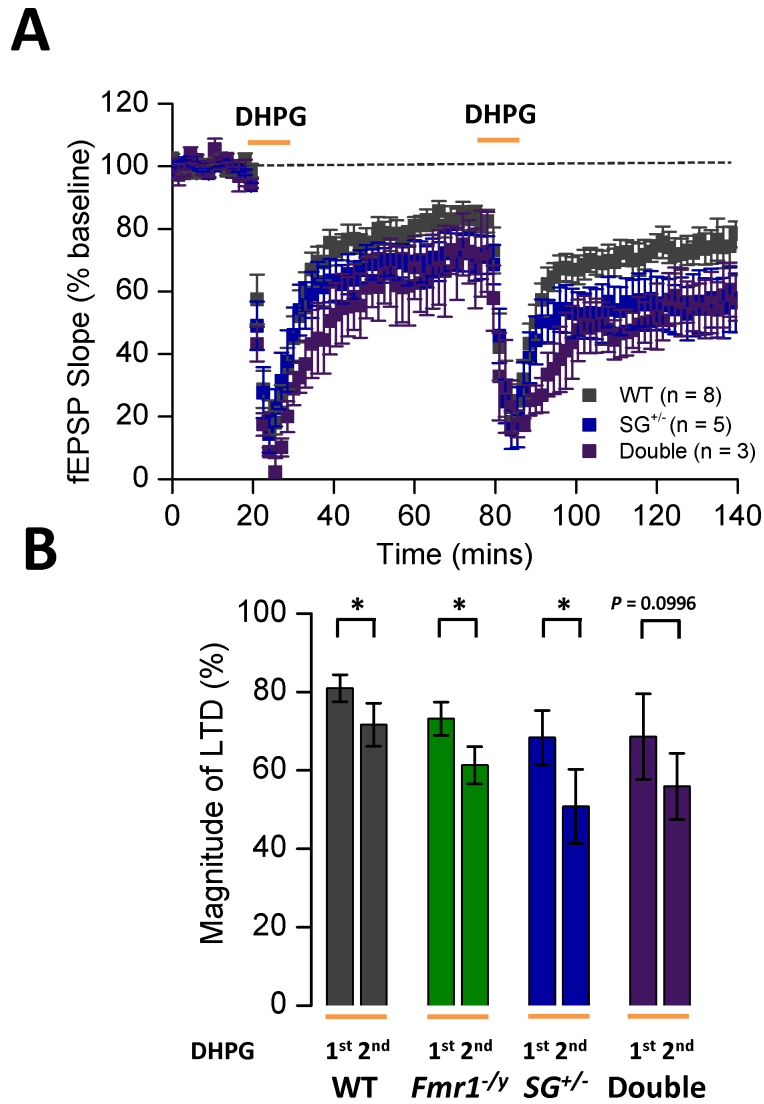 A
DHPG DHPG
120
100
80
60
40
20
0
fEPSP Slope (% baseline)
WT (n = 8)
SG+/- (n = 5)
Double (n = 3)
0 20 40 60 80 100 120 140
Time (mins)
B
* * * P = 0.0996
100
80
60
40
20
0
Magnitude of LTD (%)
DHPG 1st 2nd 1st 2nd 1st 2nd 1st 2nd
WT Fmr1-/y SG+/- Double